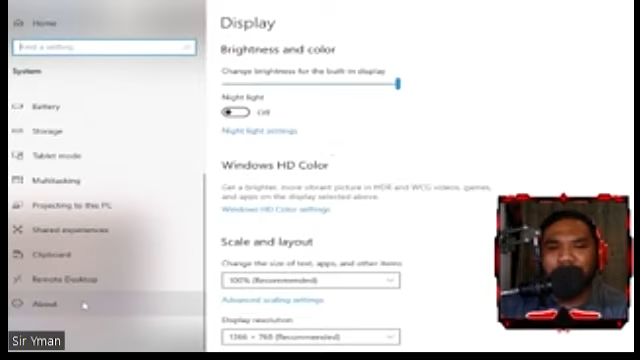 Home
Find a setting
System
Battery
Storage
Tablet mode
Multitasking
Projecting to this PC
Shared experiences
Clipboard
Remote Desktop
About
Display
Brightness and color
Change brightness for the built-in display
Night light
Off
Night light settings
Windows HD Color
Get a brighter, more vibrant picture in HDR and WCG videos, games,
and apps on the display selected above.
Windows HD Color settings
Scale and layout
Change the size of text, apps, and other items
100% (Recommended)
Advanced scaling settings
Display resolution
1366 × 768 (Recommended)
Sir Yman